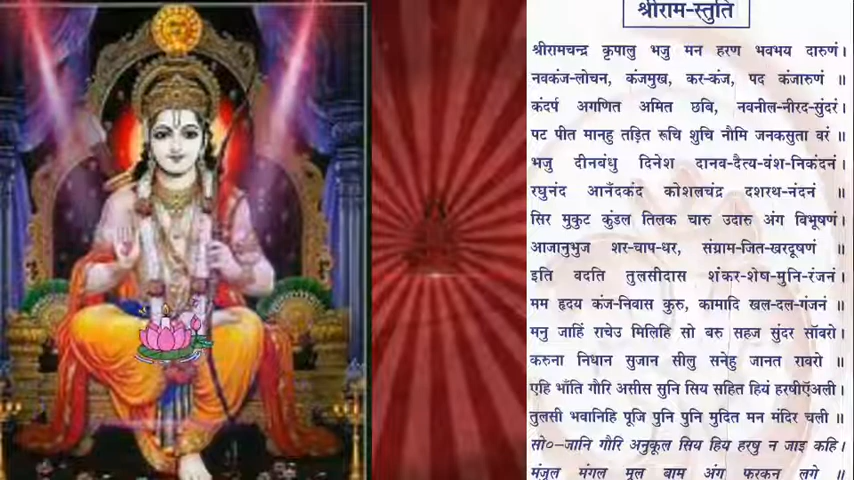 श्रीराम-स्तुति
श्रीरामचन्द्र कृपालु भजु मन हरण भवभय दारुणं।
नवकंज-लोचन, कंजमुख, कर-कंज, पद कंजारुणं ॥
कंदर्प अगणित अमित छवि, नवनील-नीरद-सुंदरं।
पट पीत मानहु तड़ित रूचि शुचि नौमि जनकसुता वरं ॥
भजु दीनबंधु दिनेश दानव-दैत्य-वंश-निकंदनं।
रघुनंद आनँदकंद कोशलचंद्र दशरथ-नंदनं ॥
सिर मुकुट कुंडल तिलक चारु उदारु अंग विभूषणं।
आजानुभुज शर-चाप-धर, संग्राम-जित-खरदूषणं ॥
इति वदति तुलसीदास शंकर-शेष-मुनि-रंजनं।
मम हृदय कंज-निवास कुरु, कामादि खल-दल-गंजनं ॥
मनु जाहिं राचेउ मिलिहि सो बरु सहज सुंदर साँवरो।
करुना निधान सुजान सीलु सनेहु जानत रावरो ॥
एहि भाँति गौरि असीस सुनि सिय सहित हियं हरषींऍअली।
तुलसी भवानिहि पूजि पुनि पुनि मुदित मन मंदिर चली ॥
सो०–जानि गौरि अनुकूल सिय हिय हरषु न जाइ कहि।
मंजुल मंगल मूल बाम अंग फरकन लगे ॥